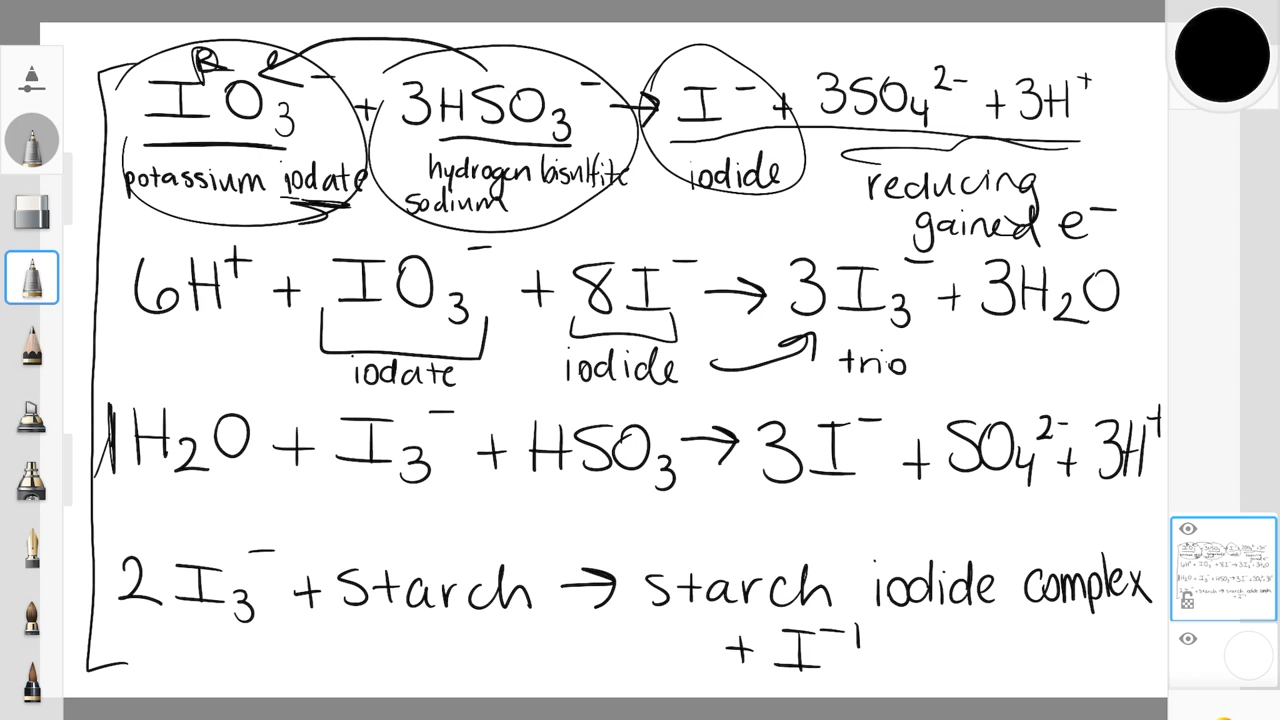 IO₃⁻ + 3HSO₃⁻ → I⁻ + 3SO₄²⁻ + 3H⁺
potassium iodate hydrogen bisulfite iodide reducing
sodium gained e⁻
6H⁺ + IO₃⁻ + 8I⁻ → 3I₃⁻ + 3H₂O
iodate iodide trio
H₂O + I₃⁻ + HSO₃ → 3I⁻ + SO₄²⁻ + 3H⁺
2I₃⁻ + starch → starch iodide complex
+ I⁻¹